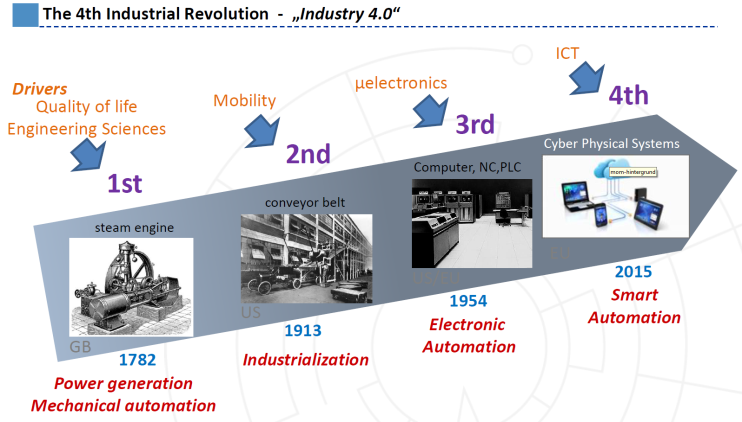 The 4th Industrial Revolution - „Industry 4.0“
Drivers
Quality of life
Engineering Sciences
1st
steam engine
GB
1782
Power generation
Mechanical automation
Mobility
2nd
conveyor belt
US
1913
Industrialization
µelectronics
3rd
Computer, NC,PLC
1954
Electronic
Automation
ICT
4th
Cyber Physical Systems
mom-hintergrund
2015
Smart
Automation